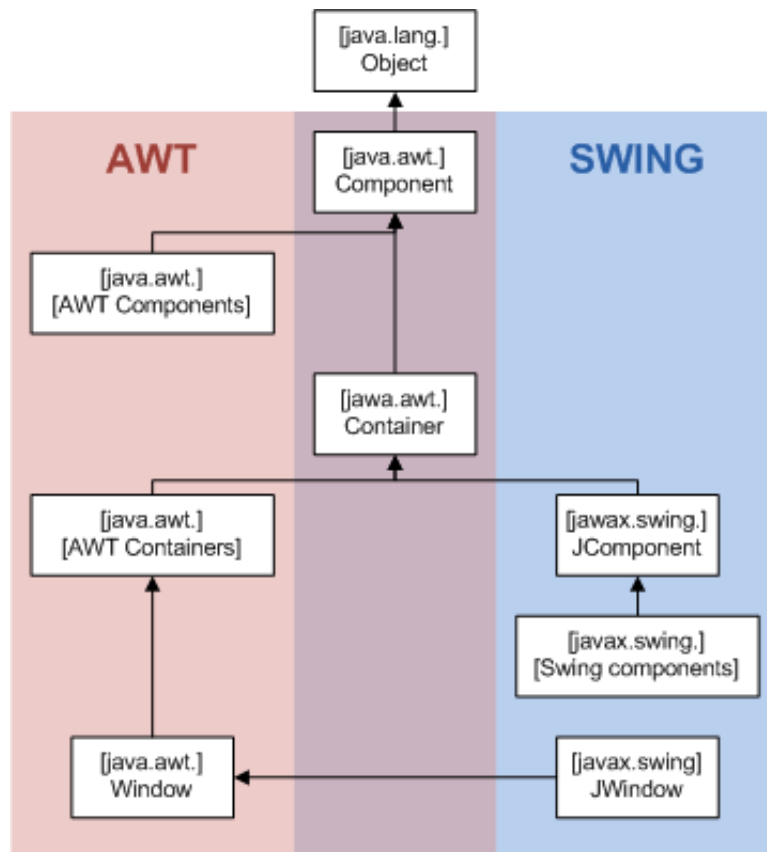 [java.lang.]
Object
AWT
SWING
[java.awt.]
Component
[java.awt.]
[AWT Components]
[jawa.awt.]
Container
[java.awt.]
[AWT Containers]
[jawax.swing.]
JComponent
[javax.swing.]
[Swing components]
[java.awt.]
Window
[javax.swing]
JWindow